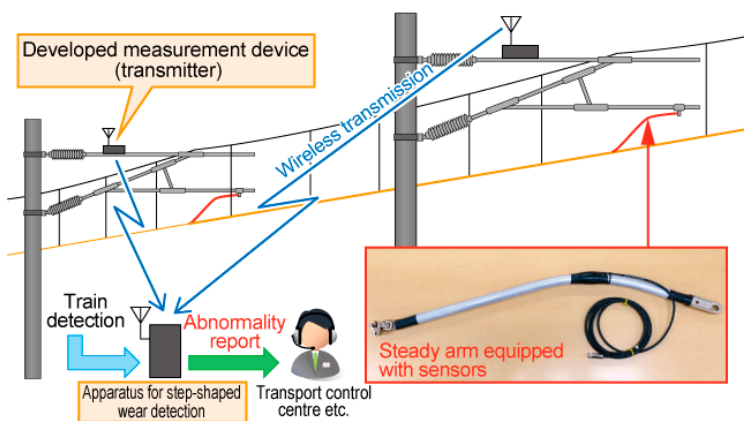 Developed measurement device
(transmitter)
Wireless transmission
Train
detection
Abnormality
report
Apparatus for step-shaped
wear detection
Transport control
centre etc.
Steady arm equipped
with sensors